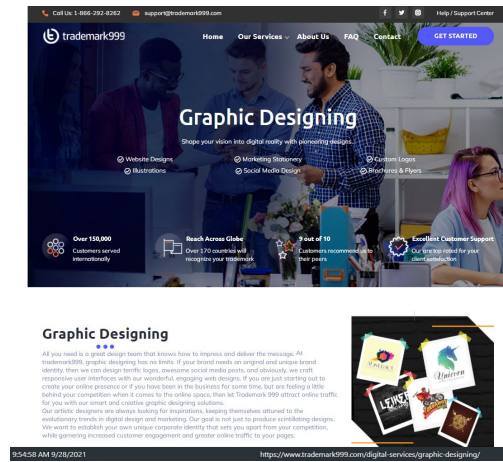 Call Us: 1-866-292-8262 support@trademark999.com Help / Support Center
trademark999 Home Our Services About Us FAQ Contact GET STARTED
Graphic Designing
Shape your vision into digital reality with pioneering designs.
Website Designs Marketing Stationery Custom Logos
Illustrations Social Media Design Brochures & Flyers
Over 150,000 Reach Across Globe 9 out of 10 Excellent Customer Support
Customers served Over 170 countries will Customers recommend us to Our are top rated for your
internationally recognize your trademark their peers client satisfaction
Graphic Designing
All you need is a great design team that knows how to impress and deliver the message. At
trademark999, graphic designing has no limits. If your brand needs an original and unique brand
identity, then we can design terrific logos, awesome social media posts, and obviously, we craft
responsive user interfaces with our wonderful, engaging web designs. If you are just starting out to
create your online presence or if you have been in the business for some time, but are feeling a little
behind your competition when it comes to the online space, then let Trademark 999 attract online traffic
for you with our smart and creative graphic designing solutions.
Our artistic designers are always looking for inspirations, keeping themselves attuned to the
evolutionary trends in digital design and marketing. Our goal is not just to produce scintillating designs.
We want to establish your own unique corporate identity that sets you apart from your competition,
while garnering increased customer engagement and greater online traffic to your pages.
Unicorn
9:54:58 AM 9/28/2021 https://www.trademark999.com/digital-services/graphic-designing/